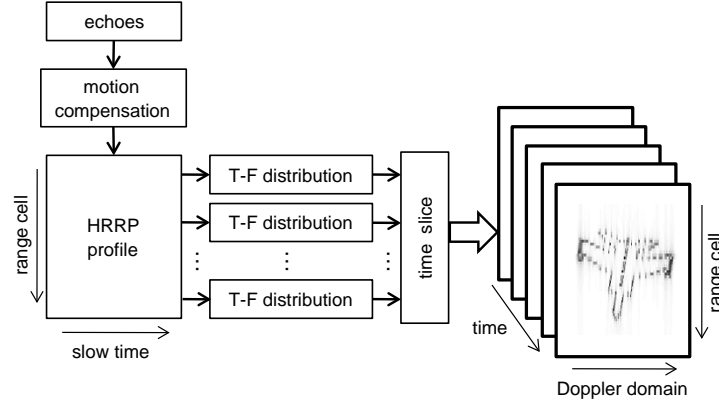 echoes
motion
compensation
range cell
HRRP
profile
slow time
T-F distribution
T-F distribution
T-F distribution
time slice
time
range cell
Doppler domain